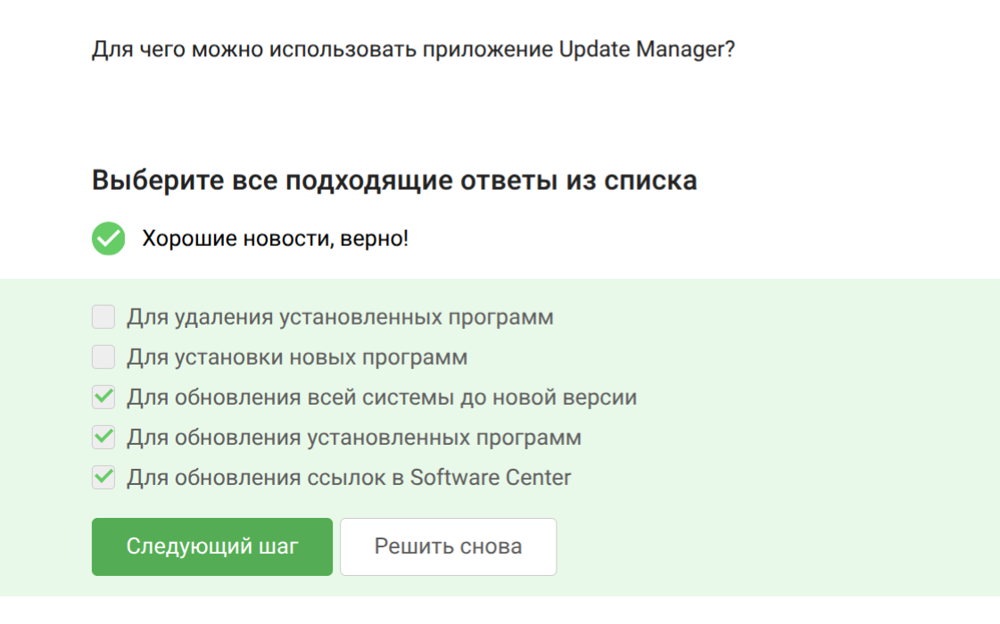 Для чего можно использовать приложение Update Manager?
Выберите все подходящие ответы из списка
Хорошие новости, верно!
Для удаления установленных программ
Для установки новых программ
Для обновления всей системы до новой версии
Для обновления установленных программ
Для обновления ссылок в Software Center
Следующий шаг Решить снова